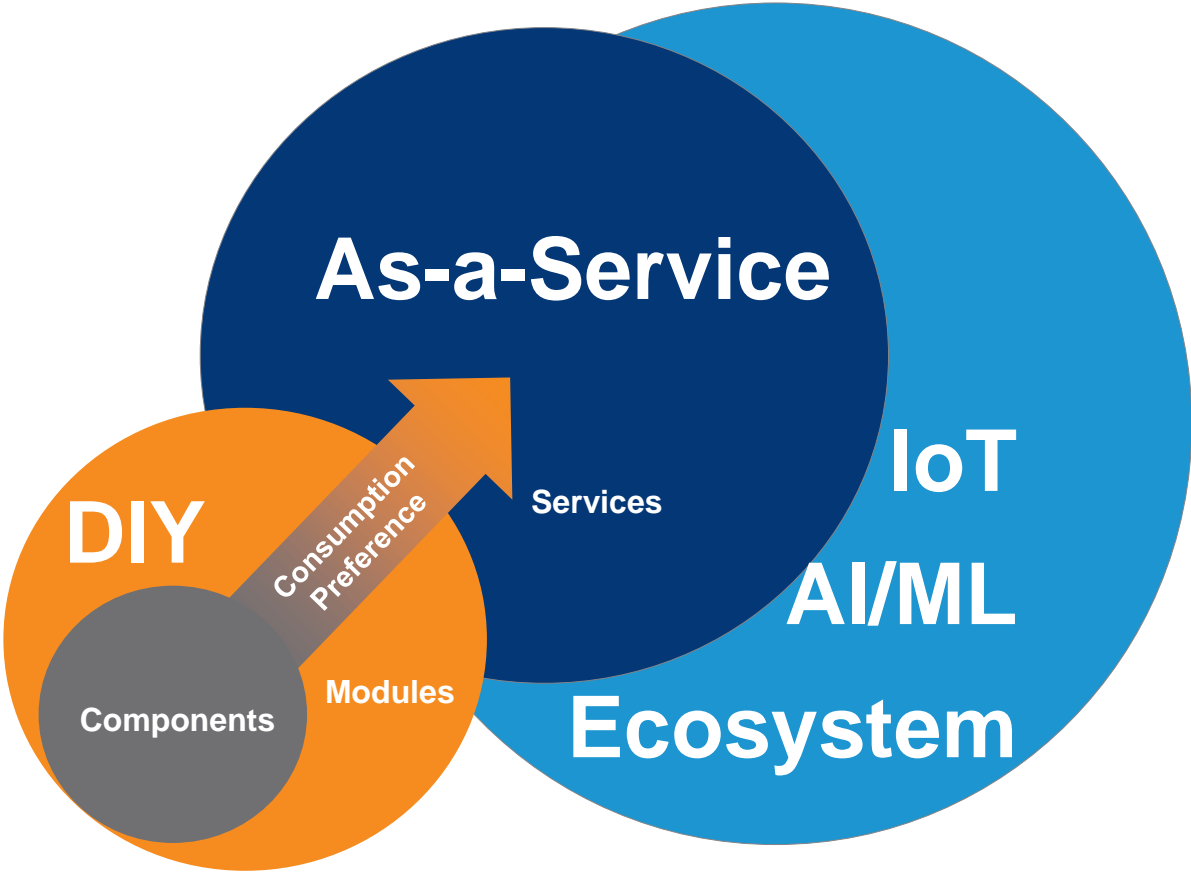 As-a-Service
IoT
Consumption
Preference
Services
DIY
AI/ML
Modules
Components
Ecosystem